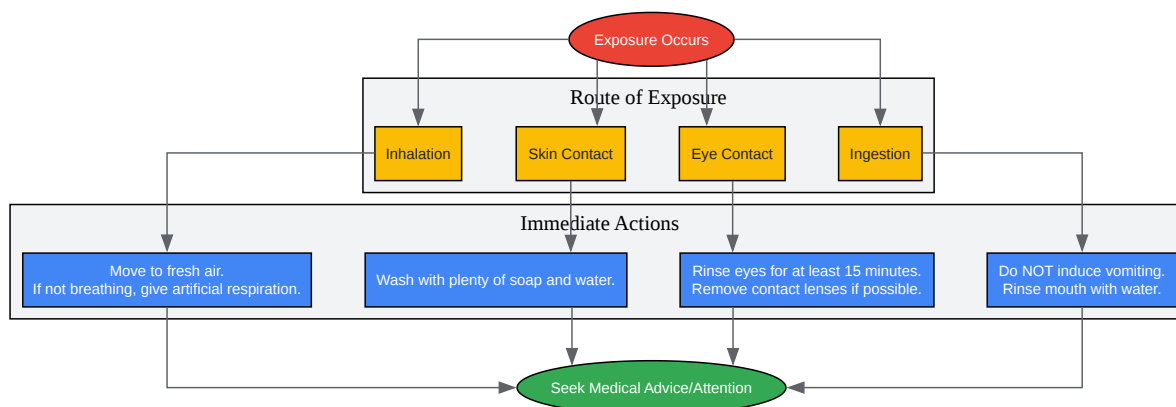 Exposure Occurs
Route of Exposure
Inhalation
Skin Contact
Eye Contact
Ingestion
Immediate Actions
Move to fresh air.
If not breathing, give artificial respiration.
Wash with plenty of soap and water.
Rinse eyes for at least 15 minutes.
Remove contact lenses if possible.
Do NOT induce vomiting.
Rinse mouth with water.
Seek Medical Advice/Attention